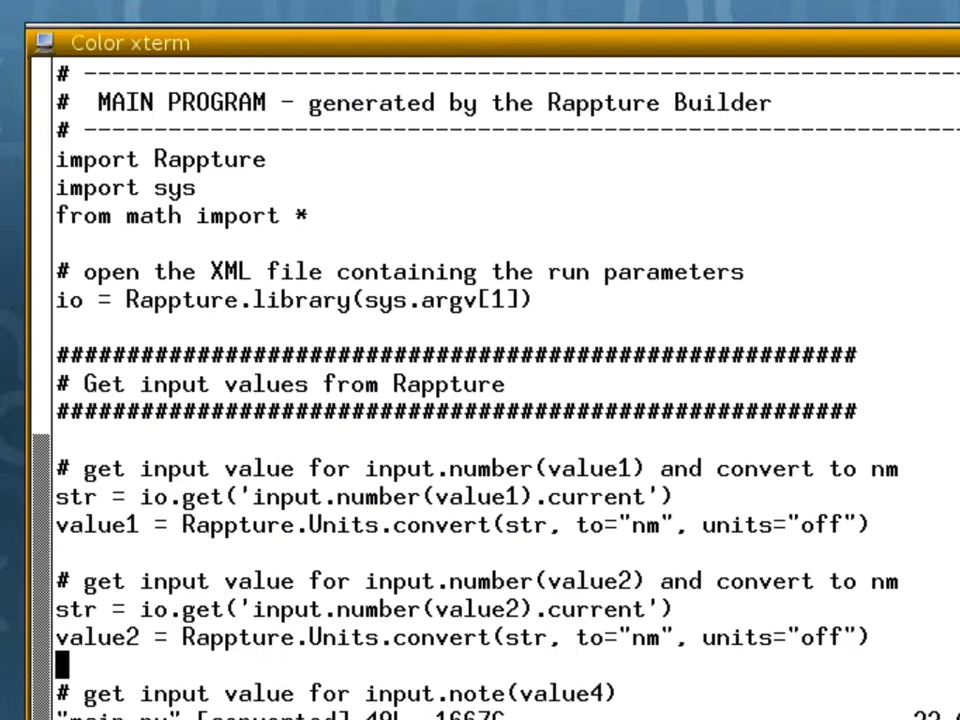 Color xterm
# --------------------------------------------------------------
#  MAIN PROGRAM - generated by the Rappture Builder
# --------------------------------------------------------------
import Rappture
import sys
from math import *

# open the XML file containing the run parameters
io = Rappture.library(sys.argv[1])

#########################################################
# Get input values from Rappture
#########################################################

# get input value for input.number(value1) and convert to nm
str = io.get('input.number(value1).current')
value1 = Rappture.Units.convert(str, to="nm", units="off")

# get input value for input.number(value2) and convert to nm
str = io.get('input.number(value2).current')
value2 = Rappture.Units.convert(str, to="nm", units="off")

# get input value for input.note(value4)
"main.py" [converted] 49L, 1667C